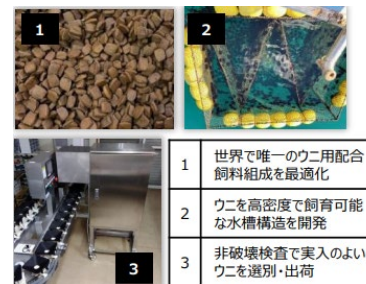 1
2
3
1 世界で唯一のウニ用配合
飼料組成を最適化
2 ウニを高密度で飼育可能
な水槽構造を開発
3 非破壊検査で実入のよい
ウニを選別・出荷